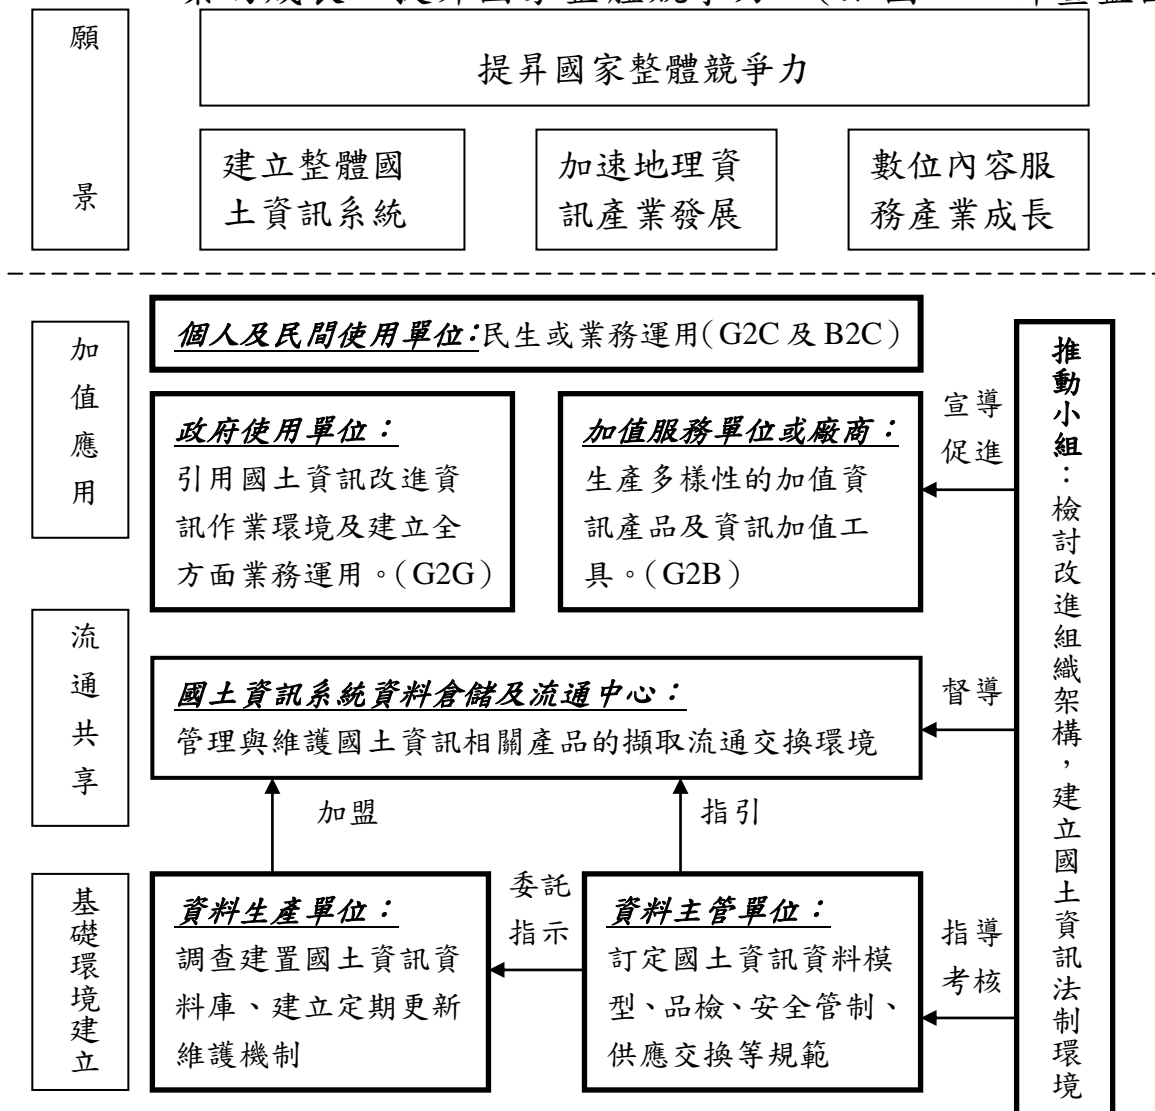 願景
提昇國家整體競爭力
建立整體國
土資訊系統
加速地理資
訊產業發展
數位內容服
務產業成長
加值應用
個人及民間使用單位：民生或業務運用（G2C 及 B2C）
政府使用單位：
引用國土資訊改進資
訊作業環境及建立全
方面業務運用。（G2G）
加值服務單位或廠商：
生產多樣性的加值資
訊產品及資訊加值工
具。（G2B）
宣導
促進
推動小組：檢討改進組織架構，建立國土資訊法制環境
流通共享
國土資訊系統資料倉儲及流通中心：
管理與維護國土資訊相關產品的擷取流通交換環境
督導
加盟
指引
基礎環境建立
資料生產單位：
調查建置國土資訊資
料庫、建立定期更新
維護機制
委託
指示
資料主管單位：
訂定國土資訊資料模
型、品檢、安全管制、
供應交換等規範
指導
考核